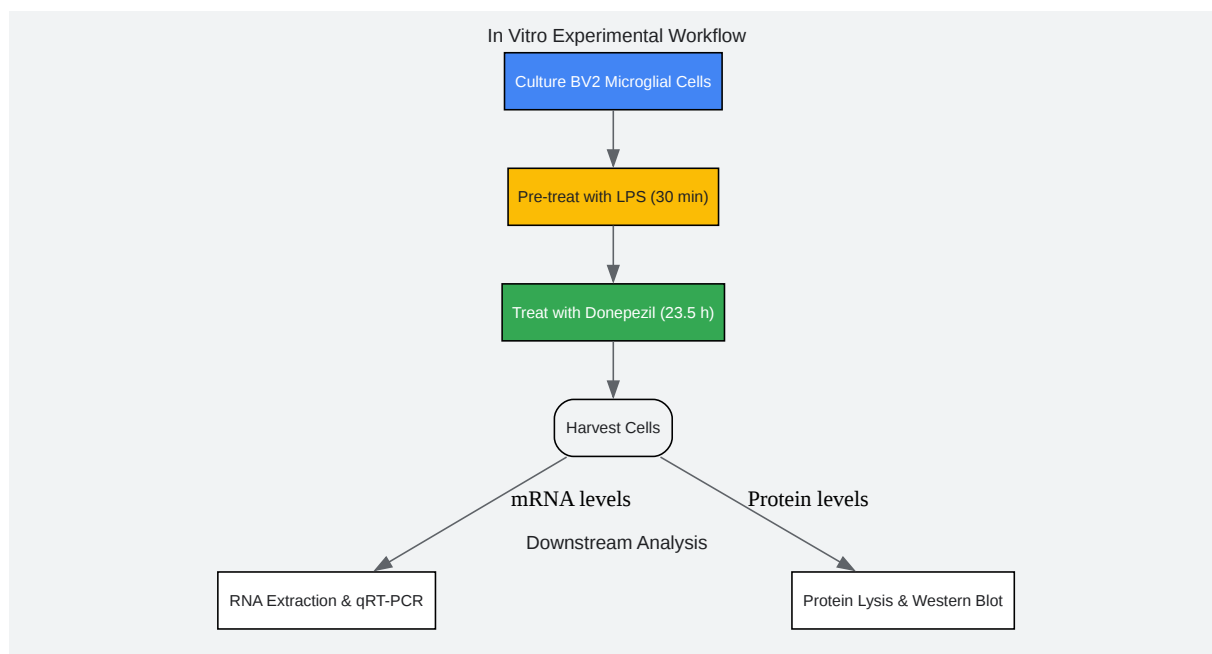 In Vitro Experimental Workflow
Culture BV2 Microglial Cells
Pre-treat with LPS (30 min)
Treat with Donepezil (23.5 h)
Harvest Cells
mRNA levels
Protein levels
Downstream Analysis
RNA Extraction & qRT-PCR
Protein Lysis & Western Blot